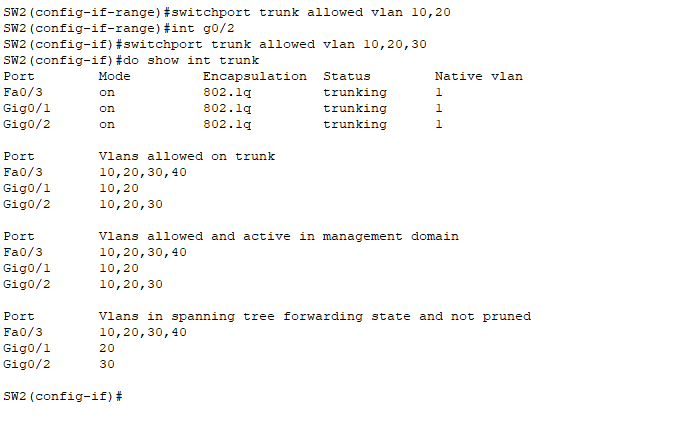 SW2(config-if-range)#switchport trunk allowed vlan 10,20
SW2(config-if-range)#int g0/2
SW2(config-if)#switchport trunk allowed vlan 10,20,30
SW2(config-if)#do show int trunk
Port        Mode         Encapsulation  Status        Native vlan
Fa0/3       on           802.1q         trunking      1
Gig0/1      on           802.1q         trunking      1
Gig0/2      on           802.1q         trunking      1

Port        Vlans allowed on trunk
Fa0/3       10,20,30,40
Gig0/1      10,20
Gig0/2      10,20,30

Port        Vlans allowed and active in management domain
Fa0/3       10,20,30,40
Gig0/1      10,20
Gig0/2      10,20,30

Port        Vlans in spanning tree forwarding state and not pruned
Fa0/3       10,20,30,40
Gig0/1      20
Gig0/2      30

SW2(config-if)#